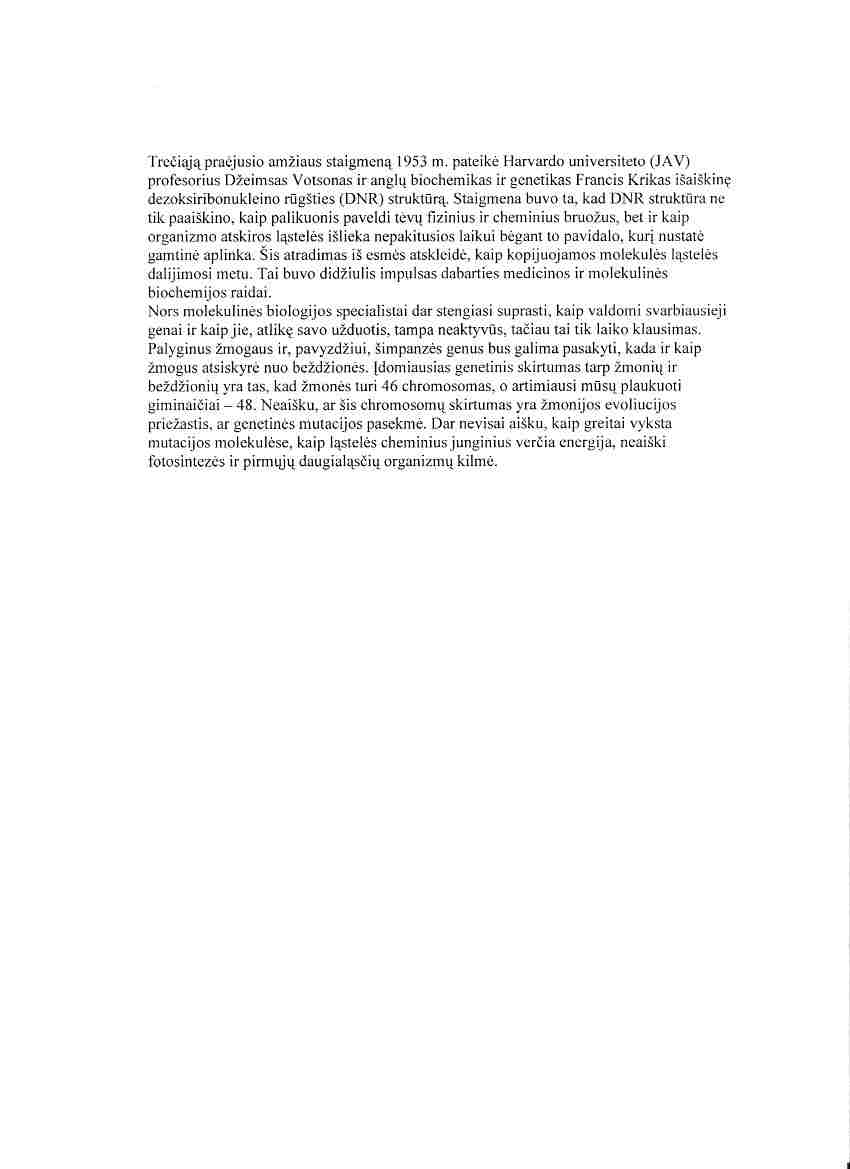 Trečiąją praėjusio amžiaus staigmeną 1953 m. pateikė Harvardo universiteto (JAV)
profesorius Džeimsas Votsonas ir anglų biochemikas ir genetikas Francis Krikas išaiškinę
dezoksiribonukleino rūgšties (DNR) struktūrą. Staigmena buvo ta, kad DNR struktūra ne
tik paaiškino, kaip palikuonis paveldi tėvų fizinius ir cheminius bruožus, bet ir kaip
organizmo atskiros ląstelės išlieka nepakitusios laikui bėgant to pavidalo, kurį nustatė
gamtinė aplinka. Šis atradimas iš esmės atskleidė, kaip kopijuojamos molekulės ląstelės
dalijimosi metu. Tai buvo didžiulis impulsas dabarties medicinos ir molekulinės
biochemijos raidai.
Nors molekulinės biologijos specialistai dar stengiasi suprasti, kaip valdomi svarbiausieji
genai ir kaip jie, atlikę savo užduotis, tampa neaktyvūs, tačiau tai tik laiko klausimas.
Palyginus žmogaus ir, pavyzdžiui, šimpanzės genus bus galima pasakyti, kada ir kaip
žmogus atsiskyrė nuo beždžionės. Įdomiausias genetinis skirtumas tarp žmonių ir
beždžionių yra tas, kad žmonės turi 46 chromosomas, o artimiausi mūsų plaukuoti
giminaičiai – 48. Neaišku, ar šis chromosomų skirtumas yra žmonijos evoliucijos
priežastis, ar genetinės mutacijos pasekmė. Dar nevisai aišku, kaip greitai vyksta
mutacijos molekulėse, kaip ląstelės cheminius junginius verčia energija, neaiški
fotosintezės ir pirmųjų daugialąsčių organizmų kilmė.